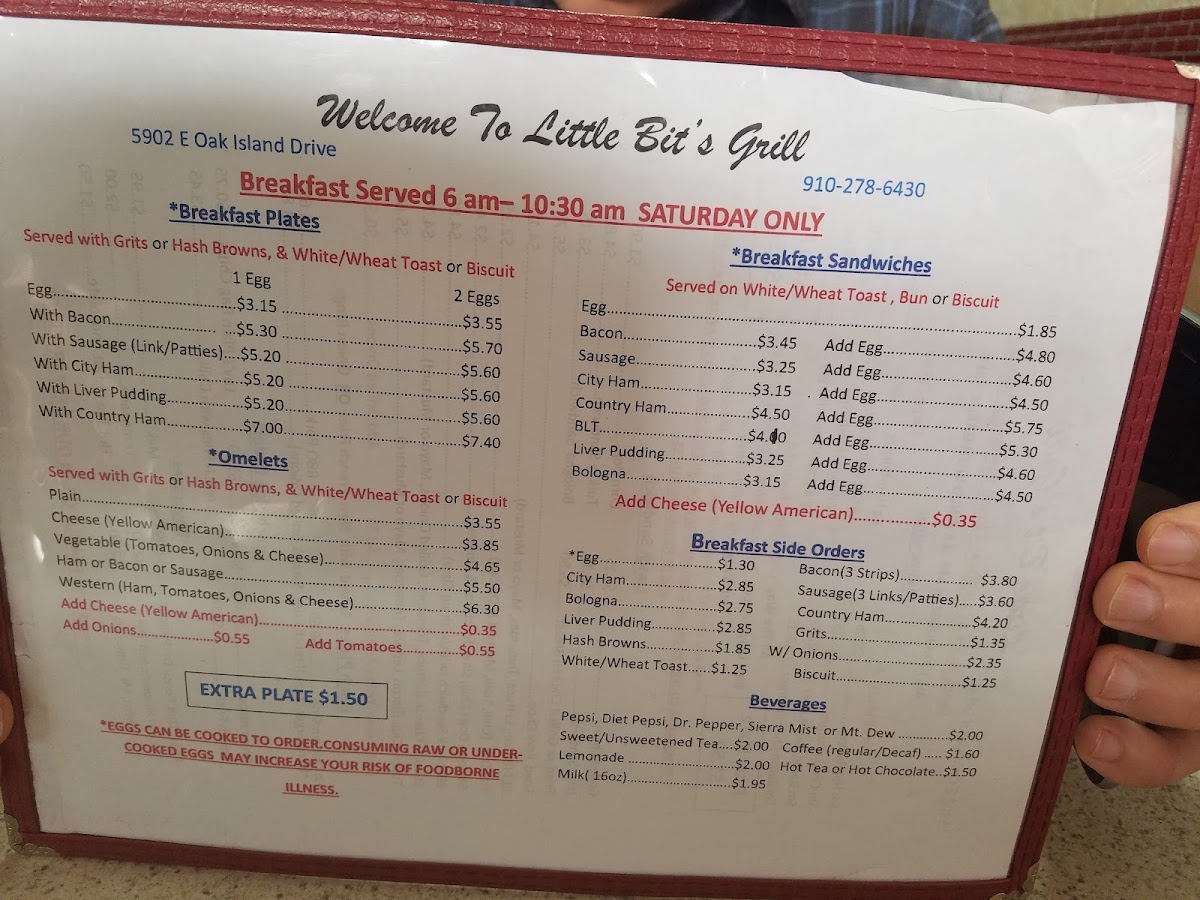 Welcome To Little Bit's Grill
5902 E Oak Island Drive
910-278-6430
Breakfast Served 6 am– 10:30 am SATURDAY ONLY
*Breakfast Plates
Served with Grits or Hash Browns, & White/Wheat Toast or Biscuit
1 Egg 2 Eggs
Egg...$3.15...$3.55
With Bacon...$5.30...$5.70
With Sausage (Link/Patties)...$5.20...$5.60
With City Ham...$5.20...$5.60
With Liver Pudding...$5.20...$5.60
With Country Ham...$7.00...$7.40
*Omelets
Served with Grits or Hash Browns, & White/Wheat Toast or Biscuit
Plain...$3.55
Cheese (Yellow American)...$3.85
Vegetable (Tomatoes, Onions & Cheese)...$4.65
Ham or Bacon or Sausage...$5.50
Western (Ham, Tomatoes, Onions & Cheese)...$6.30
Add Cheese (Yellow American)...$0.35
Add Onions...$0.55 Add Tomatoes...$0.55
EXTRA PLATE $1.50
*EGGS CAN BE COOKED TO ORDER.CONSUMING RAW OR UNDER-
COOKED EGGS MAY INCREASE YOUR RISK OF FOODBORNE
ILLNESS.
*Breakfast Sandwiches
Served on White/Wheat Toast , Bun or Biscuit
Egg...$1.85
Bacon...$3.45 Add Egg...$4.80
Sausage...$3.25 Add Egg...$4.60
City Ham...$3.15 . Add Egg...$4.50
Country Ham...$4.50 Add Egg...$5.75
BLT...$4.00 Add Egg...$5.30
Liver Pudding...$3.25 Add Egg...$4.60
Bologna...$3.15 Add Egg...$4.50
Add Cheese (Yellow American)...$0.35
Breakfast Side Orders
*Egg...$1.30 Bacon(3 Strips)...$3.80
City Ham...$2.85 Sausage(3 Links/Patties)...$3.60
Bologna...$2.75 Country Ham...$4.20
Liver Pudding...$2.85 Grits...$1.35
Hash Browns...$1.85 W/ Onions...$2.35
White/Wheat Toast...$1.25 Biscuit...$1.25
Beverages
Pepsi, Diet Pepsi, Dr. Pepper, Sierra Mist or Mt. Dew ...$2.00
Sweet/Unsweetened Tea...$2.00 Coffee (regular/Decaf) ...$1.60
Lemonade ...$2.00 Hot Tea or Hot Chocolate..$1.50
Milk( 16oz)...$1.95